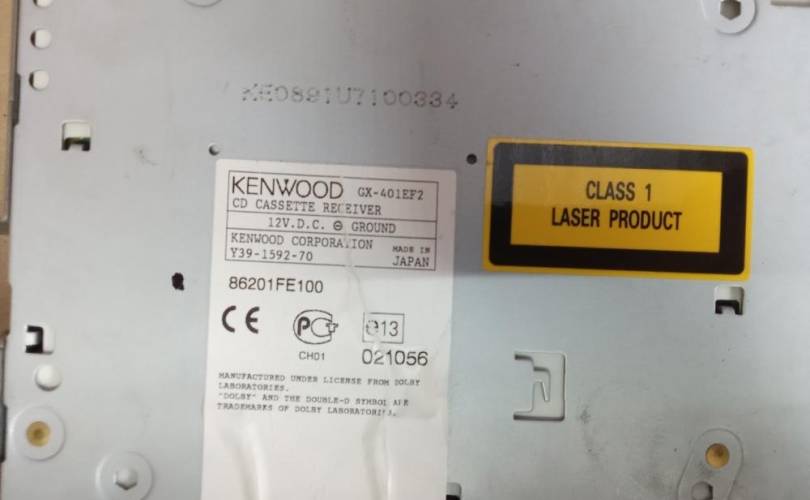 KE0891U7100334
KENWOOD GX-401EF2
CD CASSETTE RECEIVER
12V.D.C. ⊖ GROUND
KENWOOD CORPORATION
Y39-1592-70
MADE IN
JAPAN
86201FE100
CE
PCT
CH01
e13
021056
MANUFACTURED UNDER LICENSE FROM DOLBY
LABORATORIES.
"DOLBY" AND THE DOUBLE-D SYMBOL ARE
TRADEMARKS OF DOLBY LABORATORIES.
CLASS 1
LASER PRODUCT